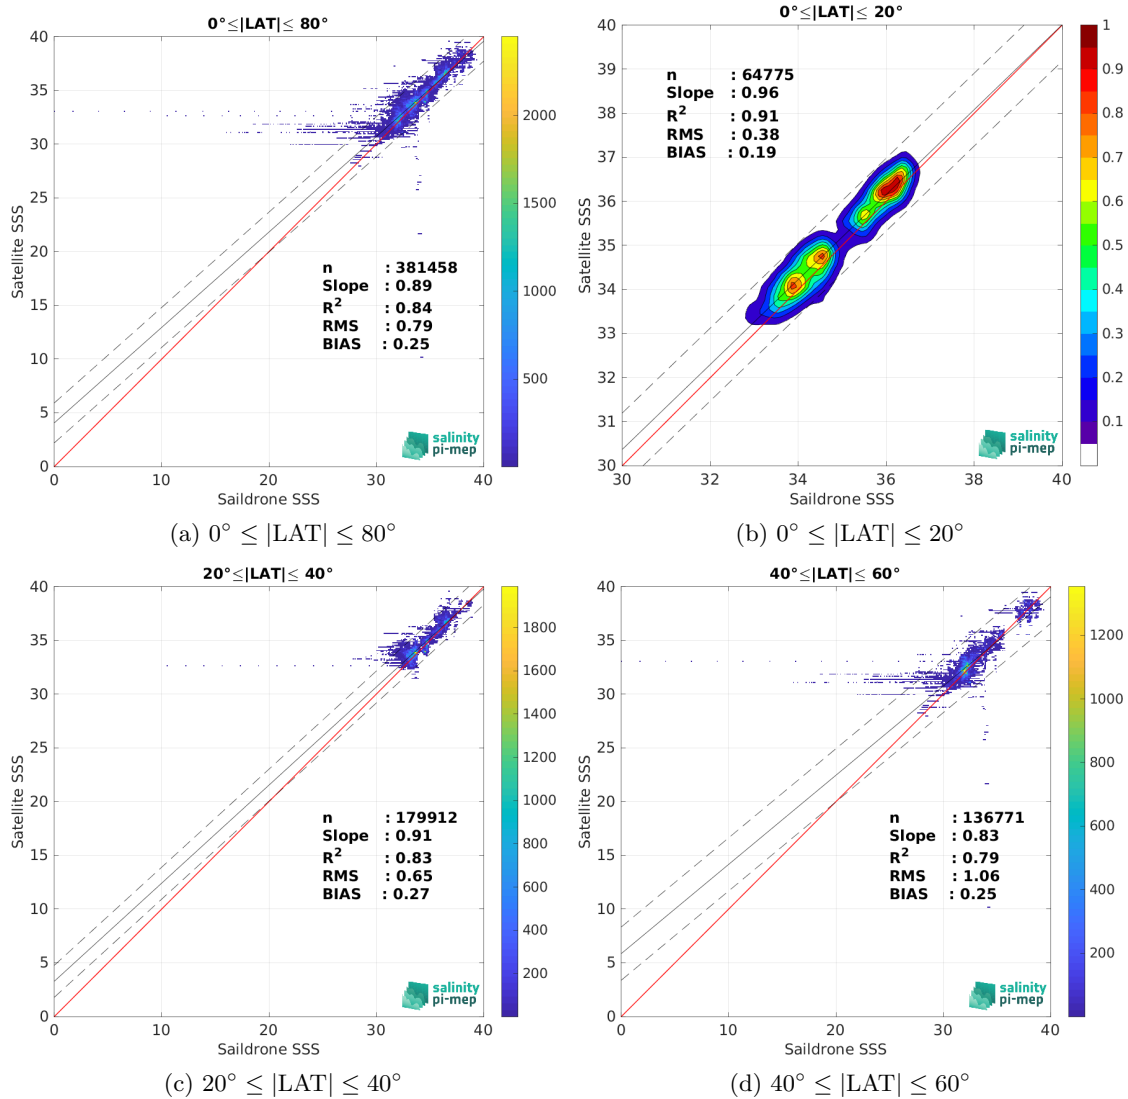 0°≤|LAT|≤ 80°
40
35
30
25
20
15
10
5
0
Satellite SSS
n : 381458
Slope : 0.89
R² : 0.84
RMS : 0.79
BIAS : 0.25
salinity
pi-mep
0 10 20 30 40
Saildrone SSS
2000
1500
1000
500
(a) 0° ≤ |LAT| ≤ 80°
0°≤|LAT|≤ 20°
40
39
38
37
36
35
34
33
32
31
30
Satellite SSS
n : 64775
Slope : 0.96
R² : 0.91
RMS : 0.38
BIAS : 0.19
salinity
pi-mep
30 32 34 36 38 40
Saildrone SSS
1
0.9
0.8
0.7
0.6
0.5
0.4
0.3
0.2
0.1
(b) 0° ≤ |LAT| ≤ 20°
20°≤|LAT|≤ 40°
40
35
30
25
20
15
10
5
0
Satellite SSS
n : 179912
Slope : 0.91
R² : 0.83
RMS : 0.65
BIAS : 0.27
salinity
pi-mep
0 10 20 30 40
Saildrone SSS
1800
1600
1400
1200
1000
800
600
400
200
(c) 20° ≤ |LAT| ≤ 40°
40°≤|LAT|≤ 60°
40
35
30
25
20
15
10
5
0
Satellite SSS
n : 136771
Slope : 0.83
R² : 0.79
RMS : 1.06
BIAS : 0.25
salinity
pi-mep
0 10 20 30 40
Saildrone SSS
1200
1000
800
600
400
200
(d) 40° ≤ |LAT| ≤ 60°